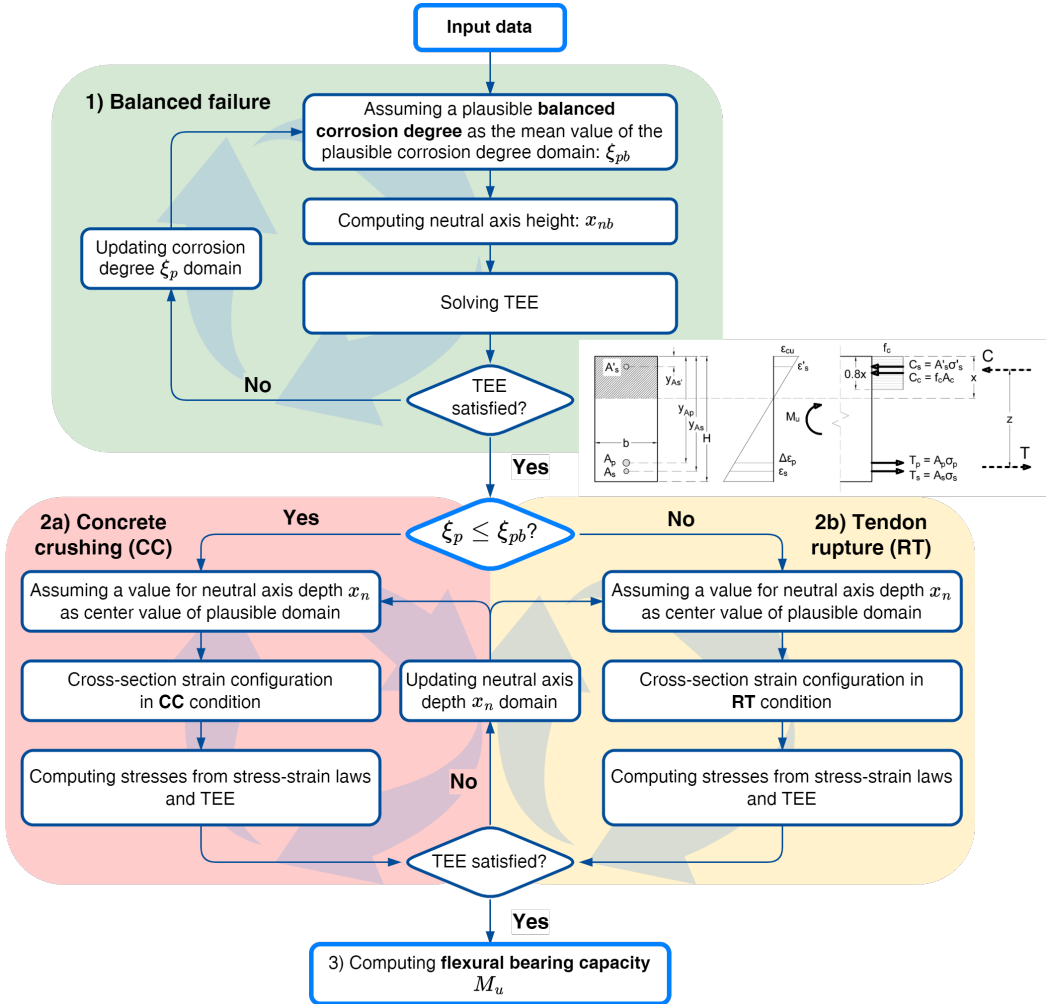 Input data
1) Balanced failure
Assuming a plausible balanced
corrosion degree as the mean value of the
plausible corrosion degree domain: ξpb
Computing neutral axis height: xnb
Updating corrosion
degree ξp domain
Solving TEE
No
TEE
satisfied?
Yes
A's
b
Ap
As
yAs'
yAp
yAs
H
εcu
ε's
Δεp
εs
Mu
fc
0.8x
Cs = A'sσ's
Cc = fcAc
x
C
z
T
Tp = Apσp
Ts = Asσs
2a) Concrete
crushing (CC)
Yes
ξp ≤ ξpb?
No
2b) Tendon
rupture (RT)
Assuming a value for neutral axis depth xn
as center value of plausible domain
Assuming a value for neutral axis depth xn
as center value of plausible domain
Cross-section strain configuration
in CC condition
Updating neutral axis
depth xn domain
Cross-section strain configuration in
RT condition
Computing stresses from stress-strain laws
and TEE
No
Computing stresses from stress-strain laws
and TEE
TEE satisfied?
Yes
3) Computing flexural bearing capacity
Mu